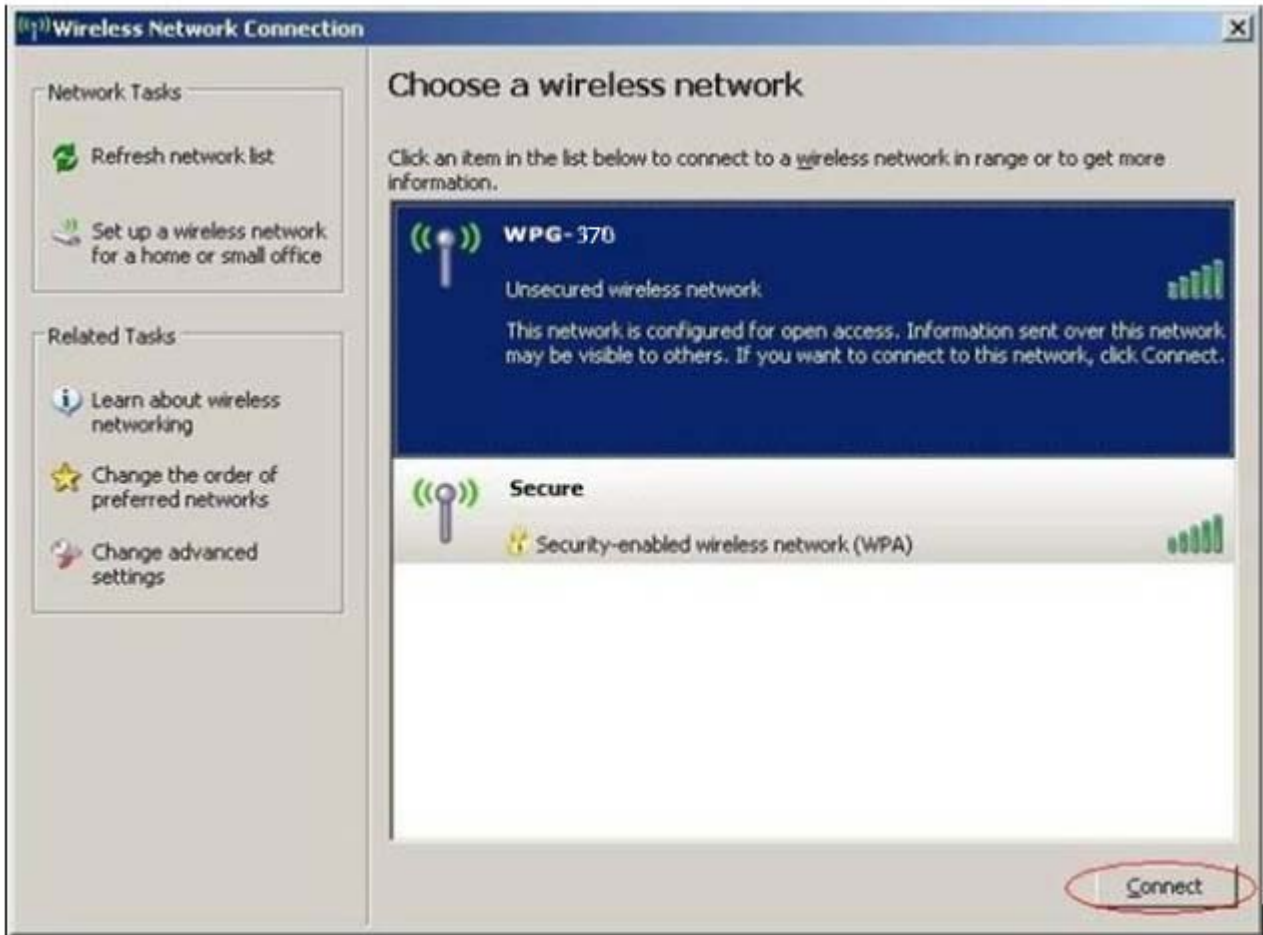 Wireless Network Connection
Network Tasks
Refresh network list
Set up a wireless network
for a home or small office
Related Tasks
Learn about wireless
networking
Change the order of
preferred networks
Change advanced
settings
Choose a wireless network
Click an item in the list below to connect to a wireless network in range or to get more
information.
WPG-370
Unsecured wireless network
This network is configured for open access. Information sent over this network
may be visible to others. If you want to connect to this network, click Connect.
Secure
Security-enabled wireless network (WPA)
Connect